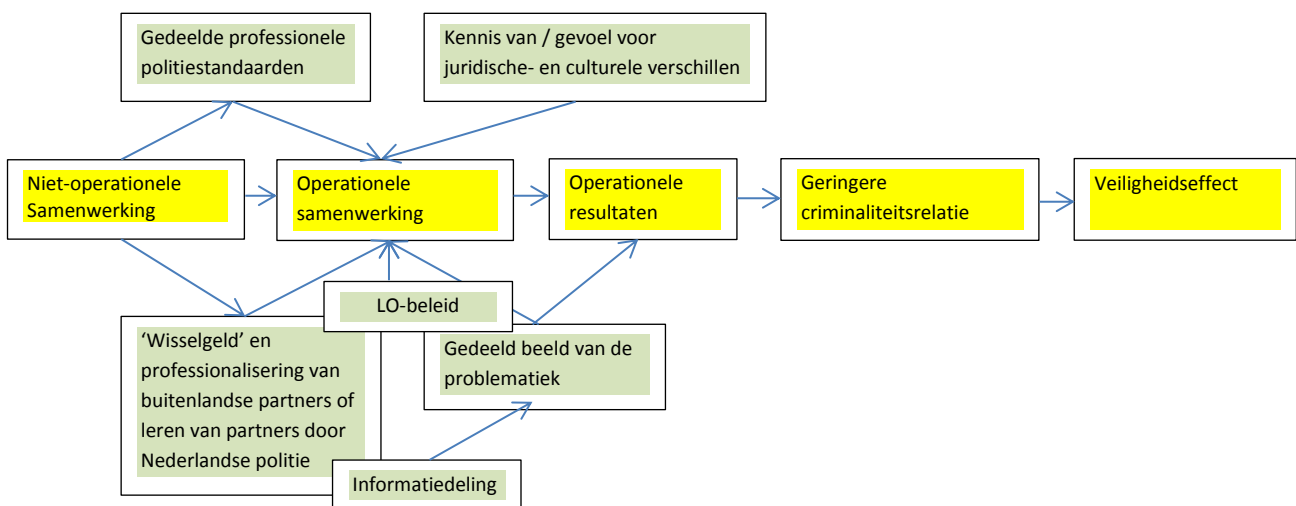 Gedeelde professionele
politiestandaarden
Kennis van / gevoel voor
juridische- en culturele verschillen
Niet-operationele
Samenwerking
Operationele
samenwerking
Operationele
resultaten
Geringere
criminaliteitsrelatie
Veiligheidseffect
LO-beleid
‘Wisselgeld’ en
professionalisering van
buitenlandse partners of
leren van partners door
Nederlandse politie
Gedeeld beeld van de
problematiek
Informatiedeling